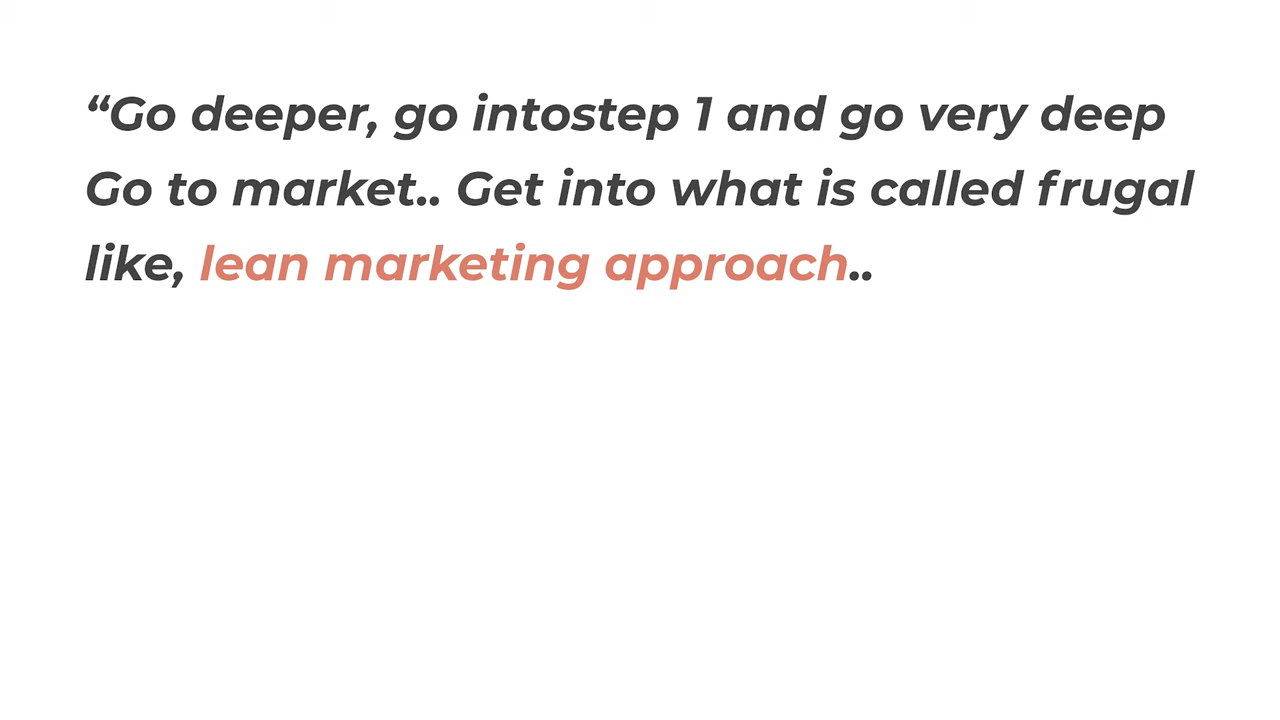 “Go deeper, go intostep 1 and go very deep
Go to market.. Get into what is called frugal
like, lean marketing approach..